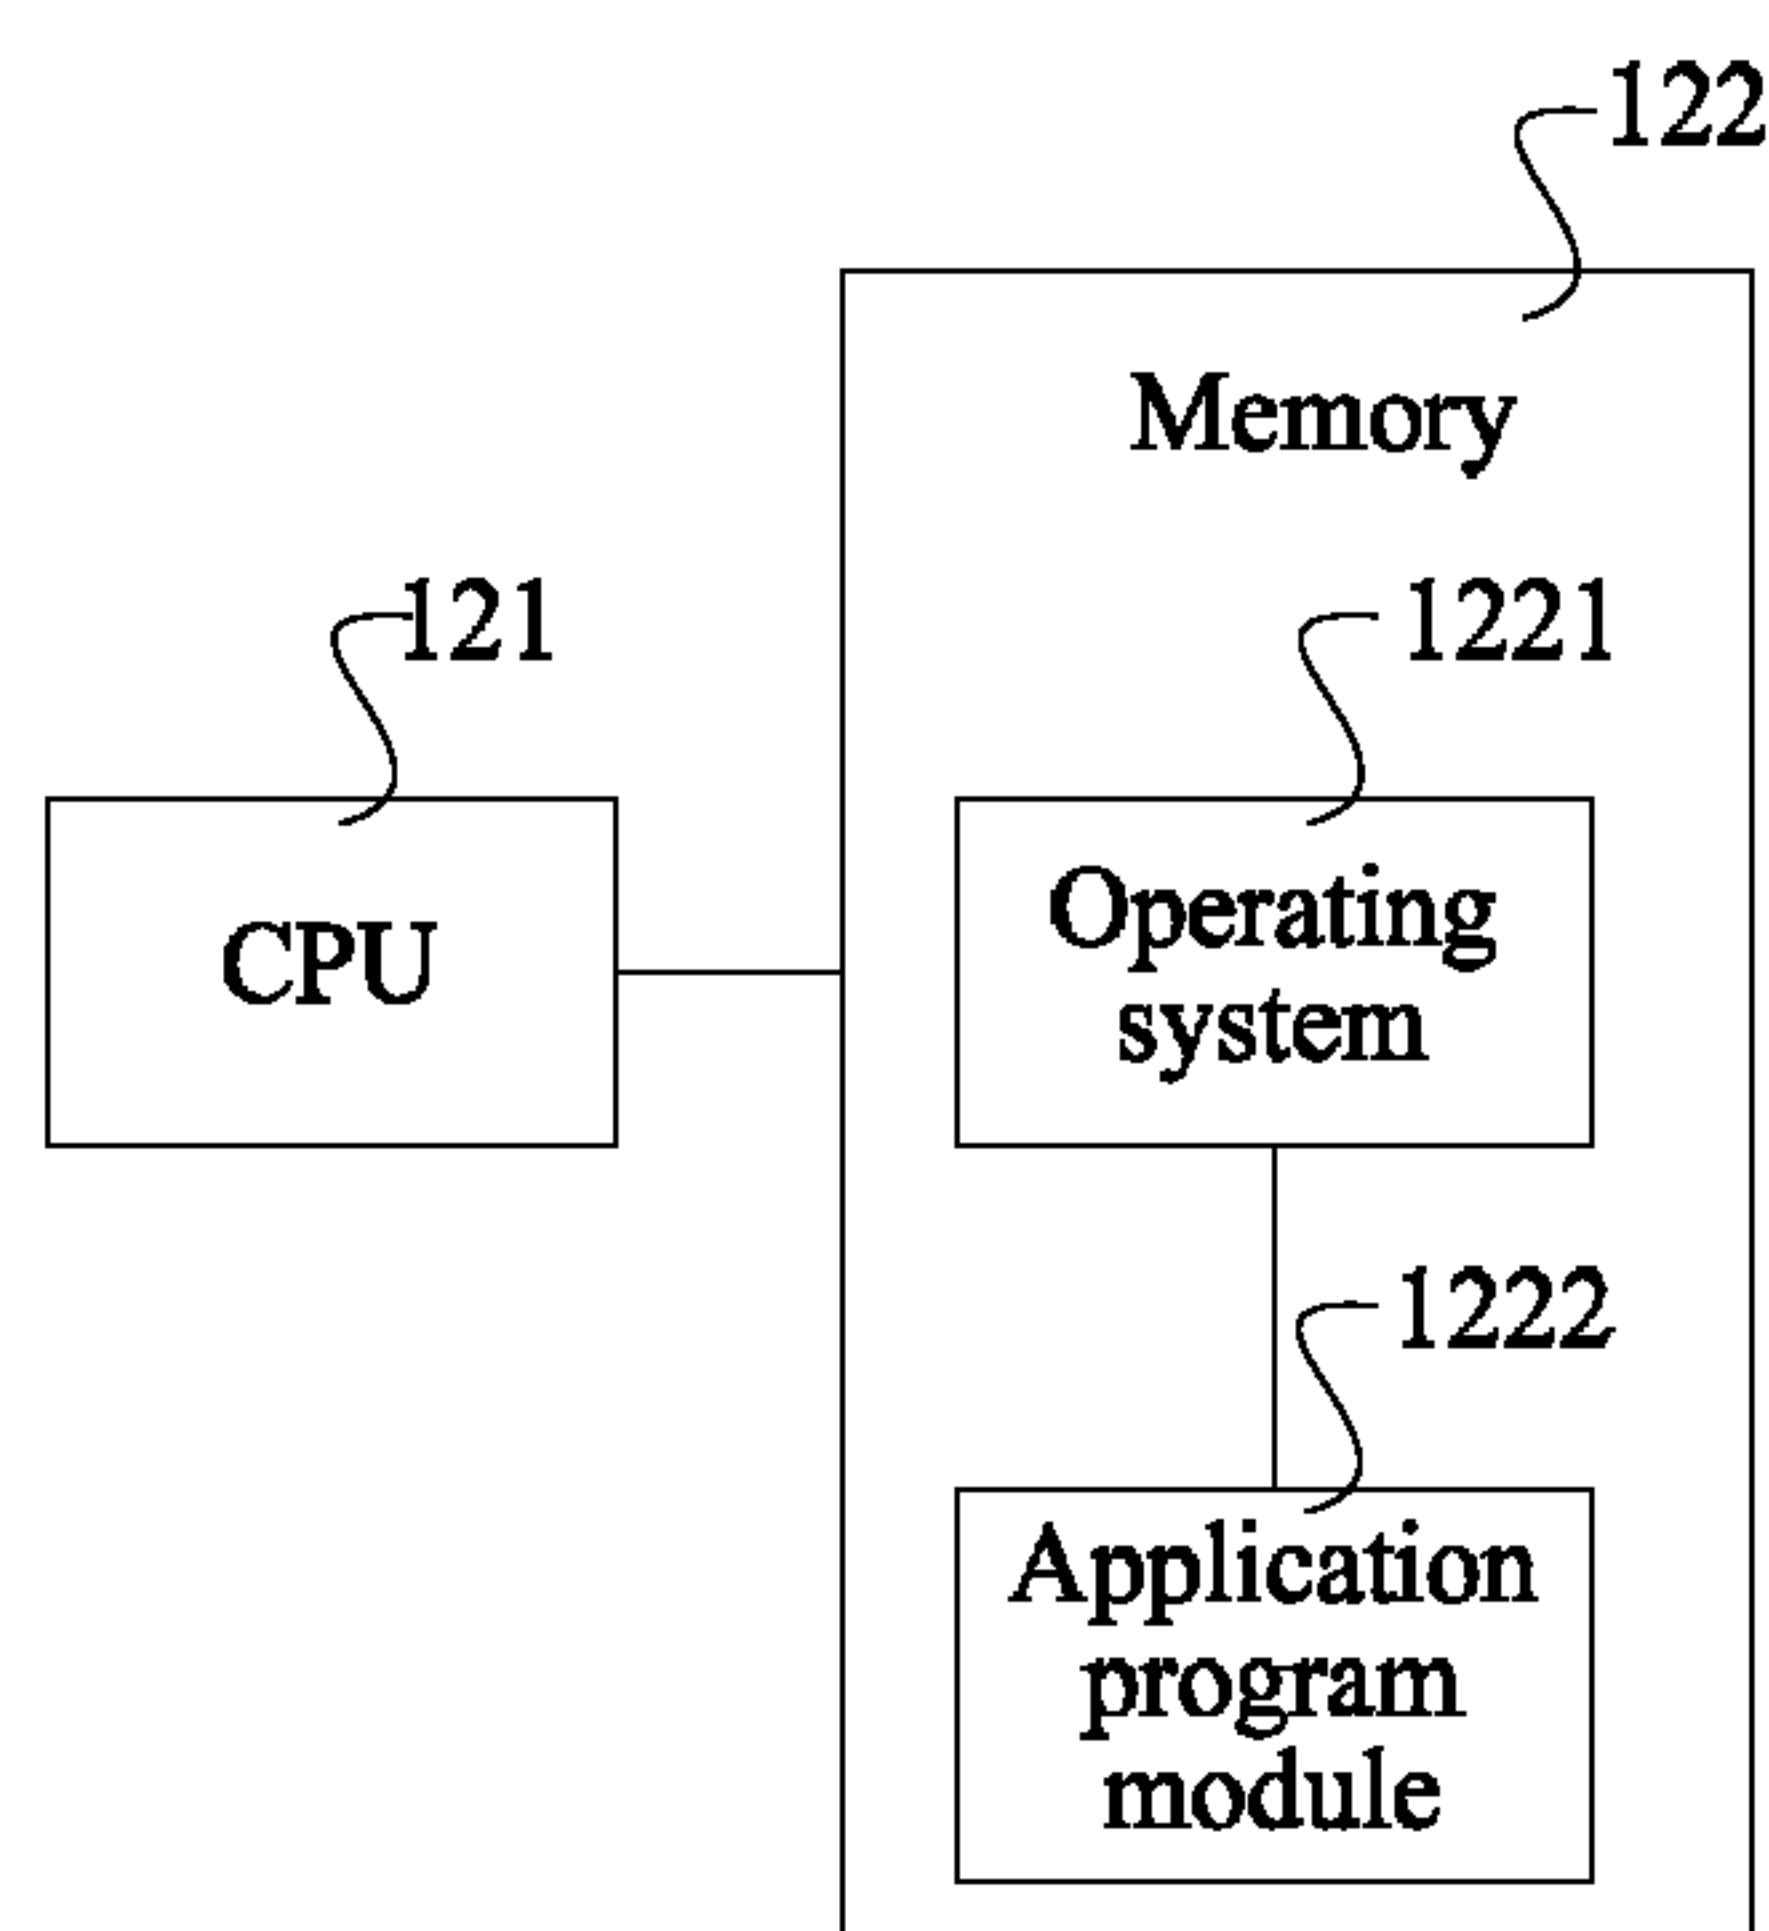 122
Memory
121
1221
CPU
Operating
system
1222
Application
program
module